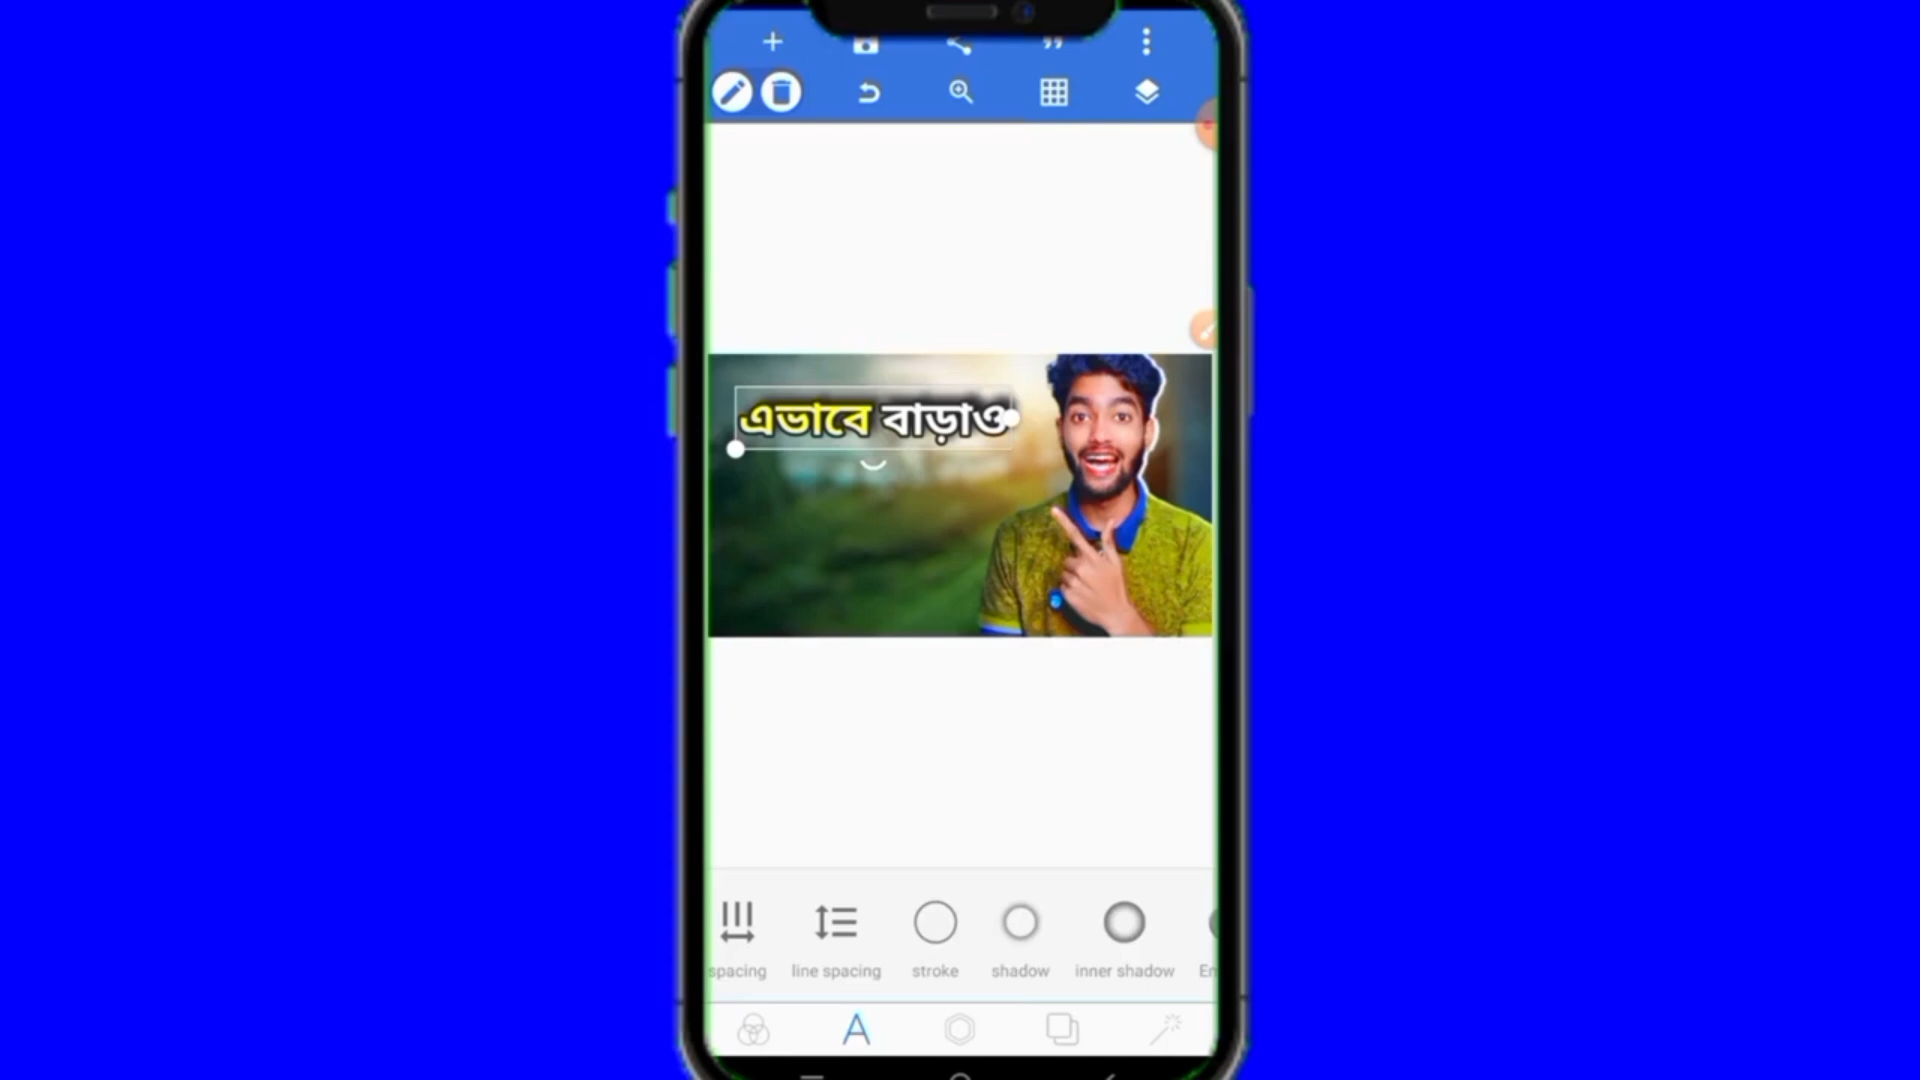 এভাবে বাড়াও
spacing
line spacing
stroke
shadow
inner shadow